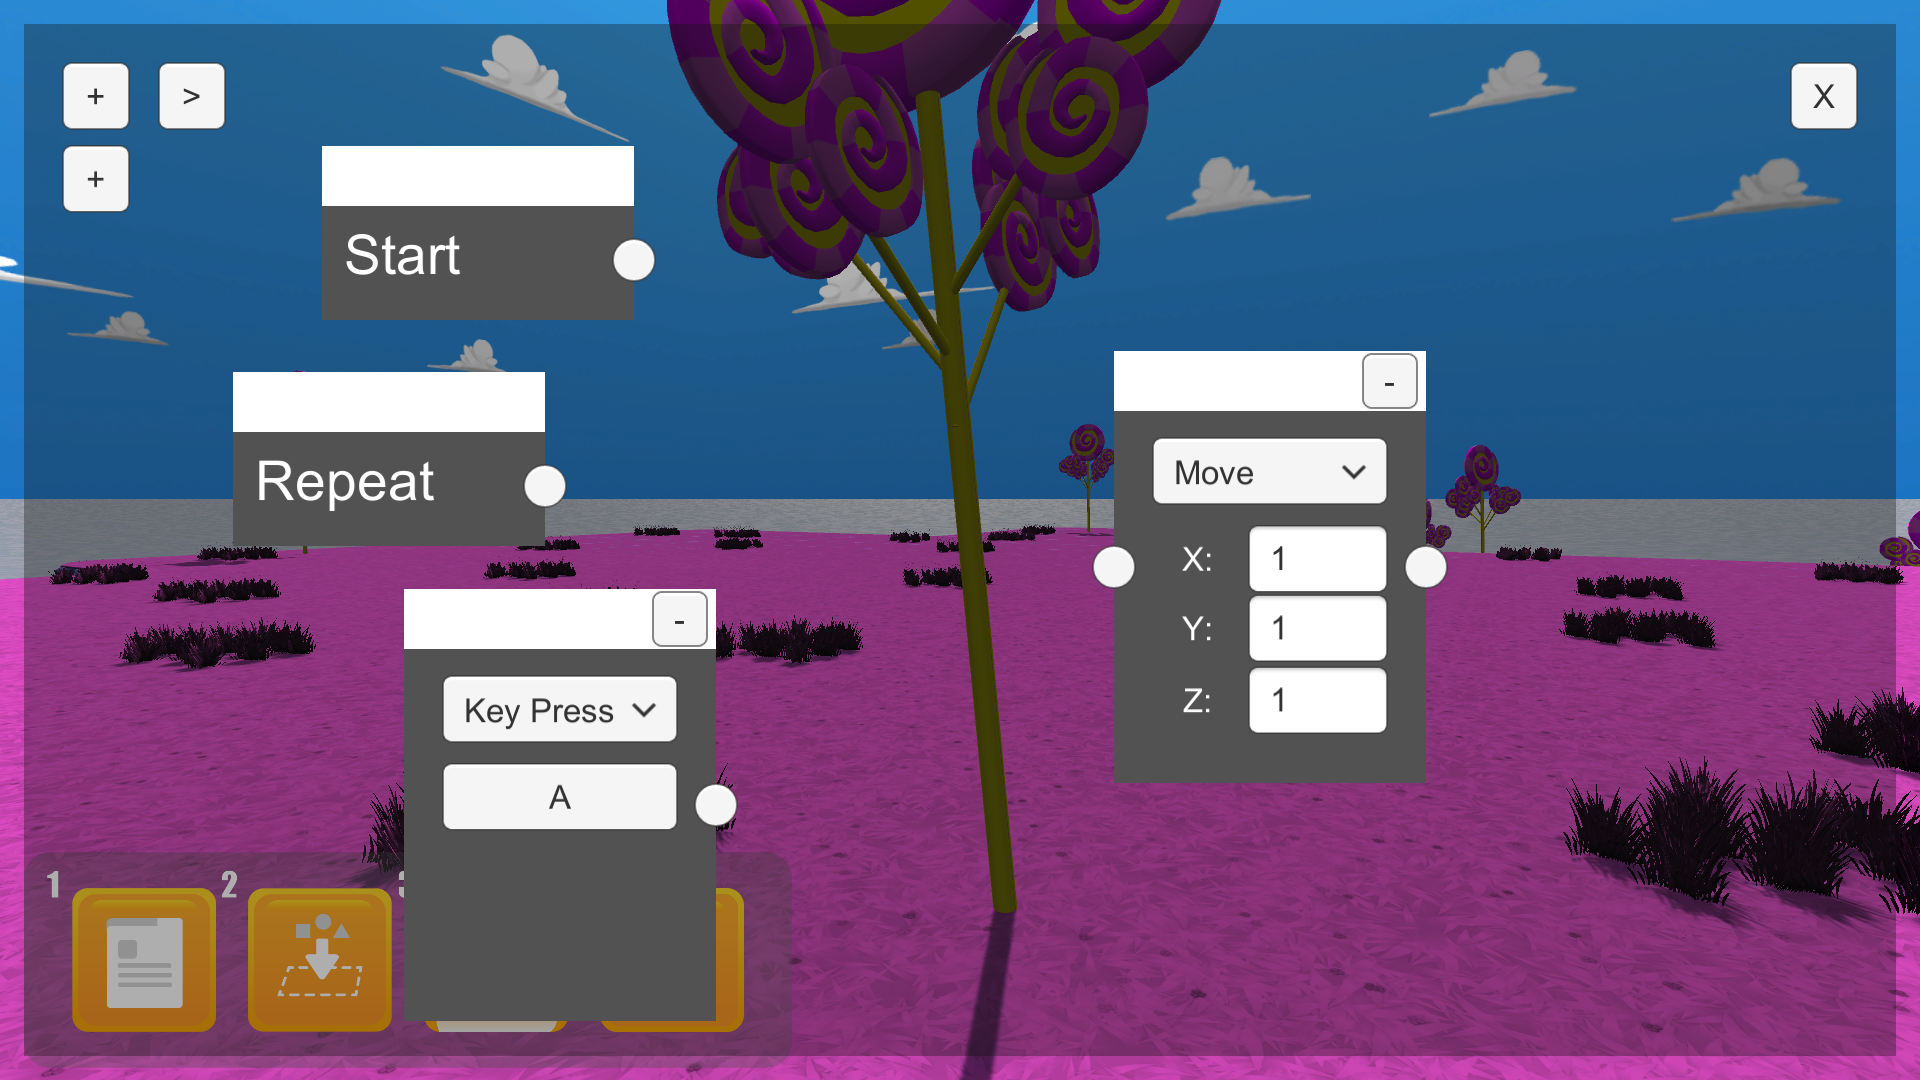 + >
X
+
Start
Repeat
-
Move
X: 1
Y: 1
Z: 1
-
Key Press
A
1
2